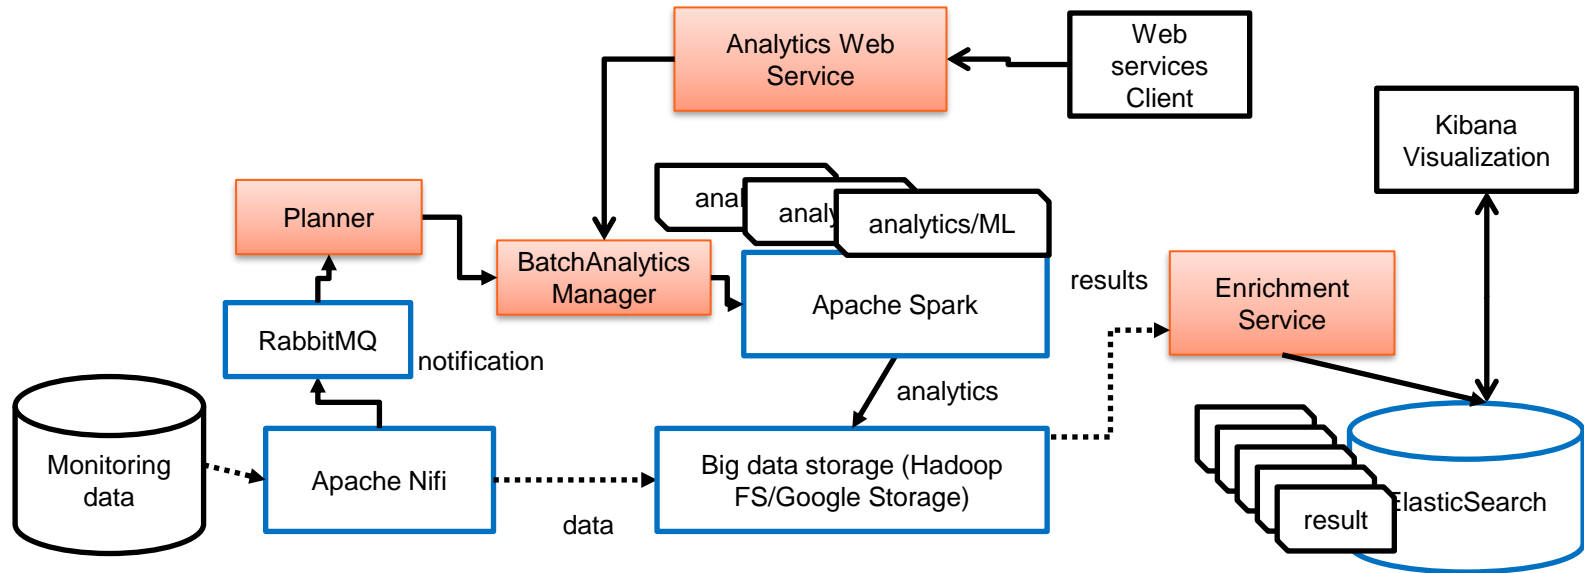 Analytics Web
Service
Web
services
Client
Kibana
Visualization
Planner
analytics/ML
BatchAnalytics
Manager
Apache Spark
results
Enrichment
Service
RabbitMQ
notification
analytics
Monitoring
data
Apache Nifi
data
Big data storage (Hadoop
FS/Google Storage)
result
ElasticSearch